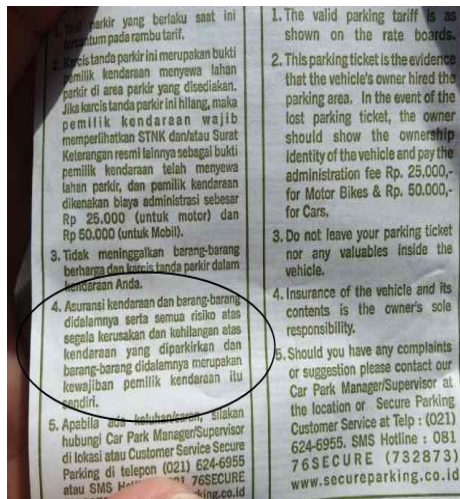 1. Tarif parkir yang berlaku saat ini
tercantum pada rambu tarif.
2. Karcis tanda parkir ini merupakan bukti
pemilik kendaraan menyewa lahan
parkir di area parkir yang disediakan.
Jika karcis tanda parkir ini hilang, maka
pemilik kendaraan wajib
memperlihatkan STNK dan/atau Surat
Keterangan resmi lainnya sebagai bukti
pemilik kendaraan telah menyewa
lahan parkir, dan pemilik kendaraan
dikenakan biaya administrasi sebesar
Rp 25.000 (untuk motor) dan
Rp 50.000 (untuk Mobil).
3. Tidak meninggalkan barang-barang
berharga dan karcis tanda parkir dalam
kendaraan Anda.
4. Asuransi kendaraan dan barang-barang
didalamnya serta semua risiko atas
segala kerusakan dan kehilangan atas
kendaraan yang diparkirkan dan
barang-barang didalamnya merupakan
kewajiban pemilik kendaraan itu
sendiri.
5. Apabila ada keluhan/saran, silakan
hubungi Car Park Manager/Supervisor
di lokasi atau Customer Service Secure
Parking di telepon (021) 624-6955
atau SMS 76SECURE
1. The valid parking tariff is as
shown on the rate boards.
2. This parking ticket is the evidence
that the vehicle's owner hired the
parking area. In the event of the
lost parking ticket, the owner
should show the ownership
identity of the vehicle and pay the
administration fee Rp. 25,000,-
for Motor Bikes & Rp. 50,000,-
for Cars.
3. Do not leave your parking ticket
nor any valuables inside the
vehicle.
4. Insurance of the vehicle and its
contents is the owner's sole
responsibility.
5. Should you have any complaints
or suggestion please contact our
Car Park Manager/Supervisor at
the location or Secure Parking
Customer Service at Telp : (021)
624-6955. SMS Hotline : 081
76SECURE (732873)
www.secureparking.co.id